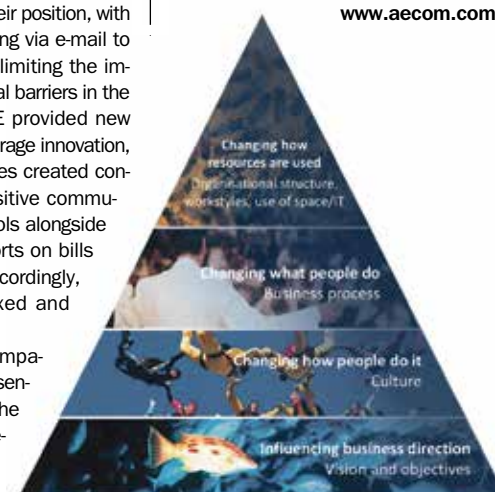 eir position, with
ng via e-mail to
limiting the im-
al barriers in the
E provided new
rage innovation,
es created con-
sitive commu-
ols alongside
orts on bills
ccordingly,
xed and
mpa-
sen-
he
e-
www.aecom.com
Changing how
resources are used
Organisational structure,
workstyles, use of space/IT
Changing what people do
Business process
Changing how people do it
Culture
Influencing business direction
Vision and objectives